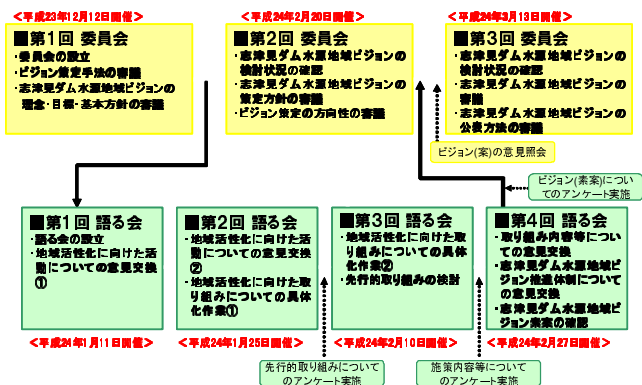 <平成23年12月12日開催>
■第1回 委員会
・委員会の設立
・ビジョン策定手法の審議
・志津見ダム水源地域ビジョンの
理念・目標・基本方針の審議
<平成24年2月20日開催>
■第2回 委員会
・志津見ダム水源地域ビジョンの
検討状況の確認
・志津見ダム水源地域ビジョンの
策定方針の審議
・ビジョン策定の方向性の審議
<平成24年3月13日開催>
■第3回 委員会
・志津見ダム水源地域ビジョンの
検討状況の確認
・志津見ダム水源地域ビジョンの
審議
・志津見ダム水源地域ビジョンの
公表方法の審議
ビジョン(案)の意見照会
ビジョン(素案)につい
てのアンケート実施
■第1回 語る会
・語る会の設立
・地域活性化に向けた活
動についての意見交換
①
<平成24年1月11日開催>
■第2回 語る会
・地域活性化に向けた活
動についての意見交換
②
・地域活性化に向けた取
り組みについての具体
化作業①
<平成24年1月25日開催>
■第3回 語る会
・地域活性化に向けた取
り組みについての具体
化作業②
・先行的取り組みの検討
<平成24年2月10日開催>
■第4回 語る会
・取り組み内容等につい
ての意見交換
・志津見ダム水源地域ビ
ジョン推進体制について
の意見交換
・志津見ダム水源地域ビ
ジョン素案の確認
<平成24年2月27日開催>
先行的取り組みについて
のアンケート実施
施策内容等について
のアンケート実施